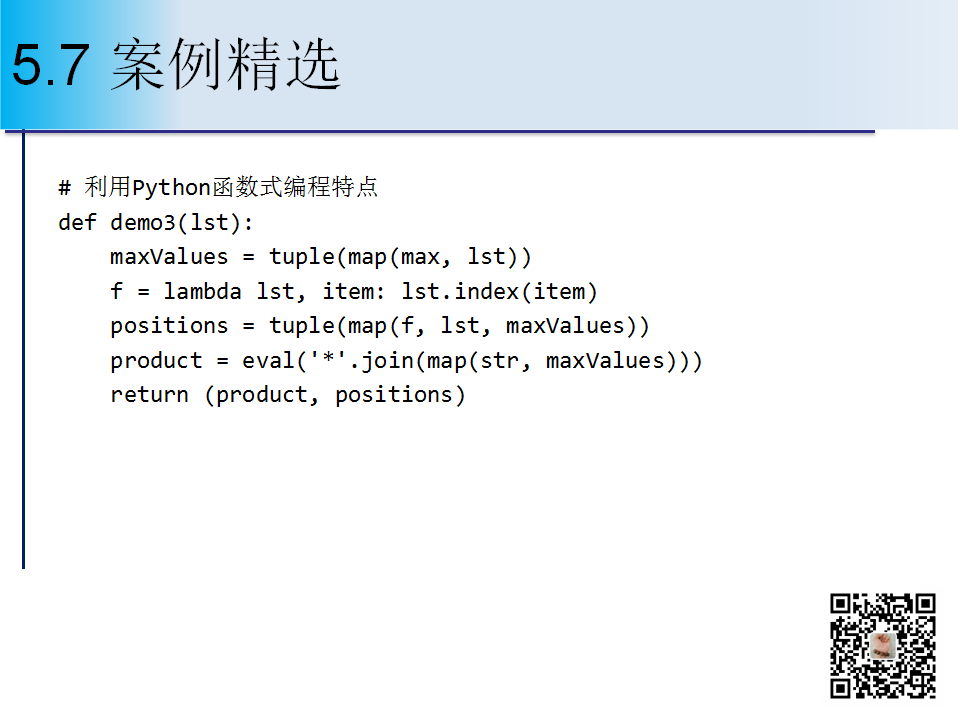 5.7 案例精选
# 利用Python函数式编程特点
def demo3(lst):
    maxValues = tuple(map(max, lst))
    f = lambda lst, item: lst.index(item)
    positions = tuple(map(f, lst, maxValues))
    product = eval('*'.join(map(str, maxValues)))
    return (product, positions)